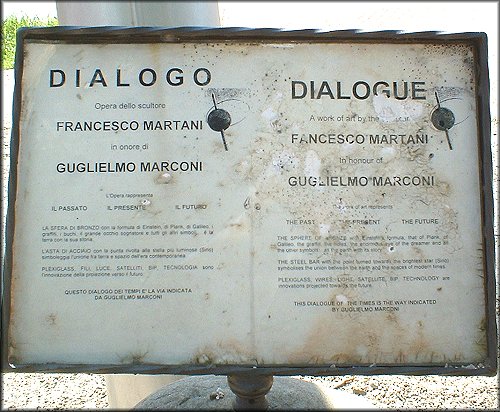 DIALOGO
Opera dello scultore
FRANCESCO MARTANI
in onore di
GUGLIELMO MARCONI
L'Opera rappresenta
IL PASSATO IL PRESENTE IL FUTURO
LA SFERA DI BRONZO con la formula di Einstein, di Plank, di Galileo, i
graffiti, i buchi, il grande occhio sognatore e tutti gli altri simboli, è la
terra con la sua storia.
L'ASTA DI ACCIAIO con la punta rivolta alla stella più luminosa (Sirio)
simboleggia l'unione fra terra e spazio dell'era contemporanea.
PLEXIGLASS, FILI, LUCE, SATELLITI, BIP, TECNOLOGIA sono
l'innovazione della proiezione verso il futuro.
QUESTO DIALOGO DEI TEMPI E' LA VIA INDICATA
DA GUGLIELMO MARCONI
DIALOGUE
A work of art by the
FANCESCO MARTANI
In honour of
GUGLIELMO MARCONI
work of art represents
THE PAST THE PRESENT THE FUTURE
THE SPHERE OF BRONZE with Einstein's formula, that of Plank, of
Galileo, the graffiti, the holes, the enormous eye of the dreamer and all
the other symbols, the earth with its story.
THE STEEL BAR with the point turned towards the brightest star (Sirio)
symbolises the union between the earth and the spaces of modern times.
PLEXIGLASS, WIRES, LIGHT, SATELLITE, BIP, TECHNOLOGY are
innovations projected towards the future.
THIS DIALOGUE OF THE TIMES IS THE WAY INDICATED
BY GUGLIELMO MARCONI